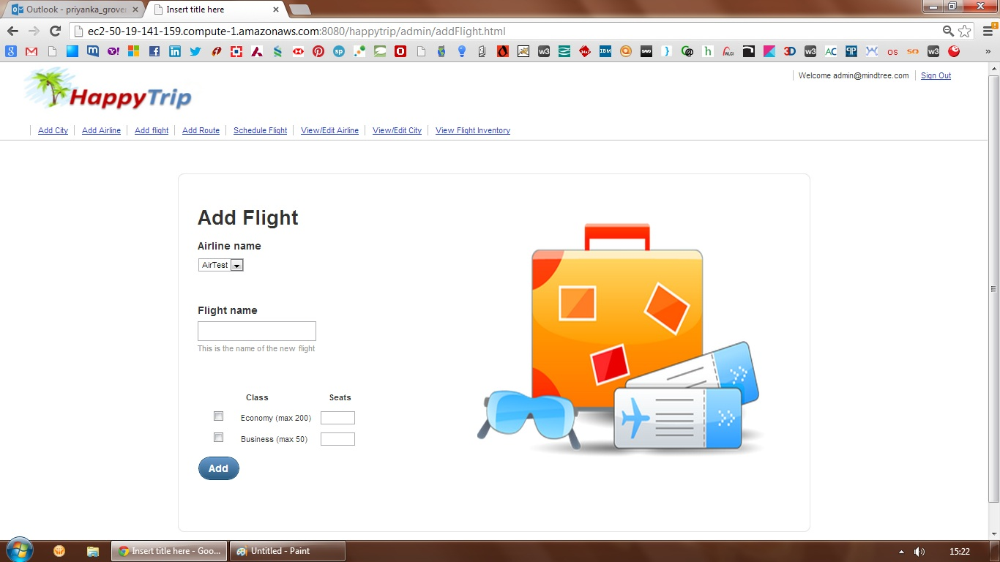 Outlook - priyanka_grove
Insert title here
ec2-50-19-141-159.compute-1.amazonaws.com:8080/happytrip/admin/addFlight.html
HappyTrip
Welcome admin@mindtree.com
Sign Out
Add City
Add Airline
Add flight
Add Route
Schedule Flight
View/Edit Airline
View/Edit City
View Flight Inventory
Add Flight
Airline name
AirTest
Flight name
This is the name of the new flight
Class Seats
Economy (max 200)
Business (max 50)
Add
Insert title here - Goo...
Untitled - Paint
15:22